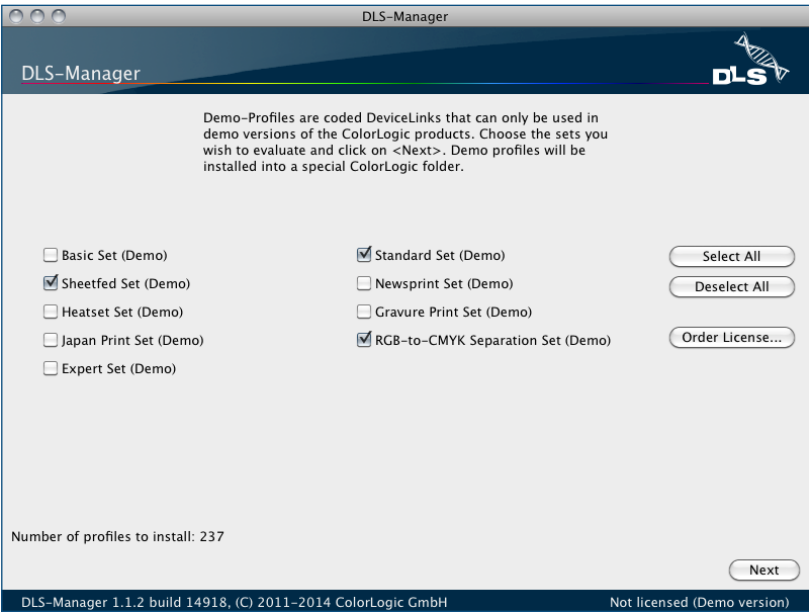 DLS-Manager
DLS-Manager
DLS
Demo-Profiles are coded DeviceLinks that can only be used in
demo versions of the ColorLogic products. Choose the sets you
wish to evaluate and click on <Next>. Demo profiles will be
installed into a special ColorLogic folder.
Basic Set (Demo)
Standard Set (Demo)
Select All
Sheetfed Set (Demo)
Newsprint Set (Demo)
Deselect All
Heatset Set (Demo)
Gravure Print Set (Demo)
Japan Print Set (Demo)
RGB-to-CMYK Separation Set (Demo)
Order License...
Expert Set (Demo)
Number of profiles to install: 237
Next
DLS-Manager 1.1.2 build 14918, (C) 2011-2014 ColorLogic GmbH
Not licensed (Demo version)